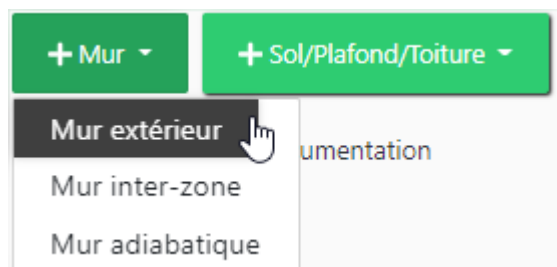 + Mur
+ Sol/Plafond/Toiture
Mur extérieur
umentation
Mur inter-zone
Mur adiabatique